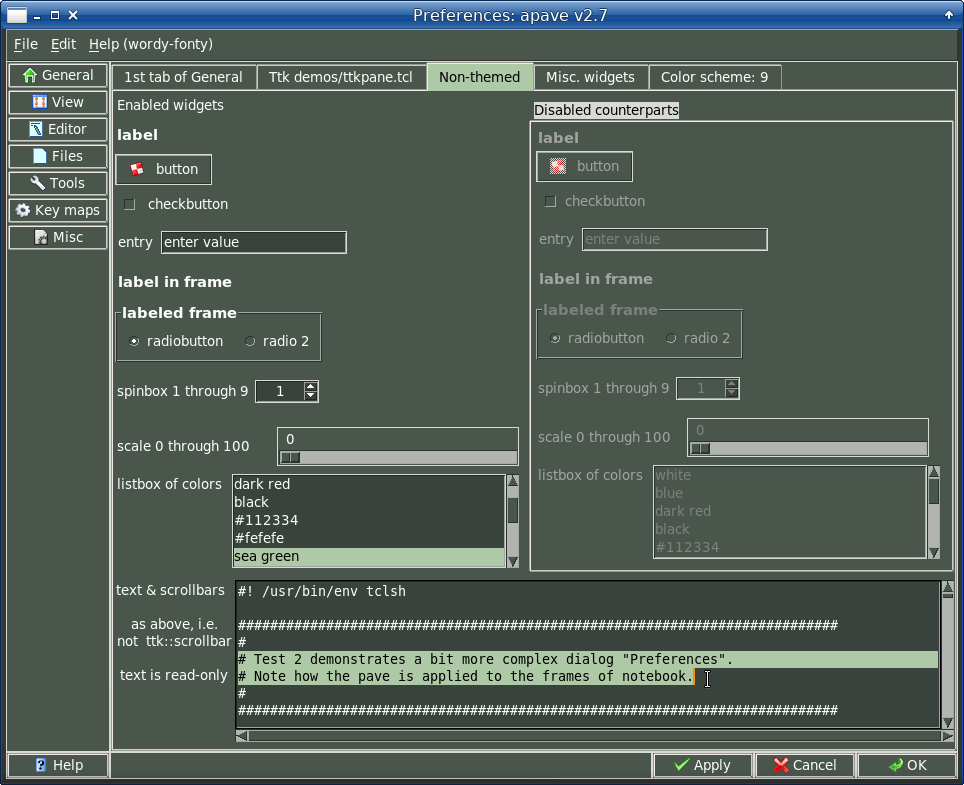 Preferences: apave v2.7
File Edit Help (wordy-fonty)
General
View
Editor
Files
Tools
Key maps
Misc
1st tab of General Ttk demos/ttkpane.tcl Non-themed Misc. widgets Color scheme: 9
Enabled widgets
label
button
checkbutton
entry enter value
label in frame
labeled frame
radiobutton radio 2
spinbox 1 through 9 1
scale 0 through 100 0
listbox of colors
dark red
black
#112334
#fefefe
sea green
Disabled counterparts
label
button
checkbutton
entry enter value
label in frame
labeled frame
radiobutton radio 2
spinbox 1 through 9 1
scale 0 through 100 0
listbox of colors
white
blue
dark red
black
#112334
text & scrollbars
as above, i.e.
not ttk::scrollbar
text is read-only
#! /usr/bin/env tclsh
###########################################################################
#
# Test 2 demonstrates a bit more complex dialog "Preferences".
# Note how the pave is applied to the frames of notebook.
#
###########################################################################
Help Apply Cancel OK